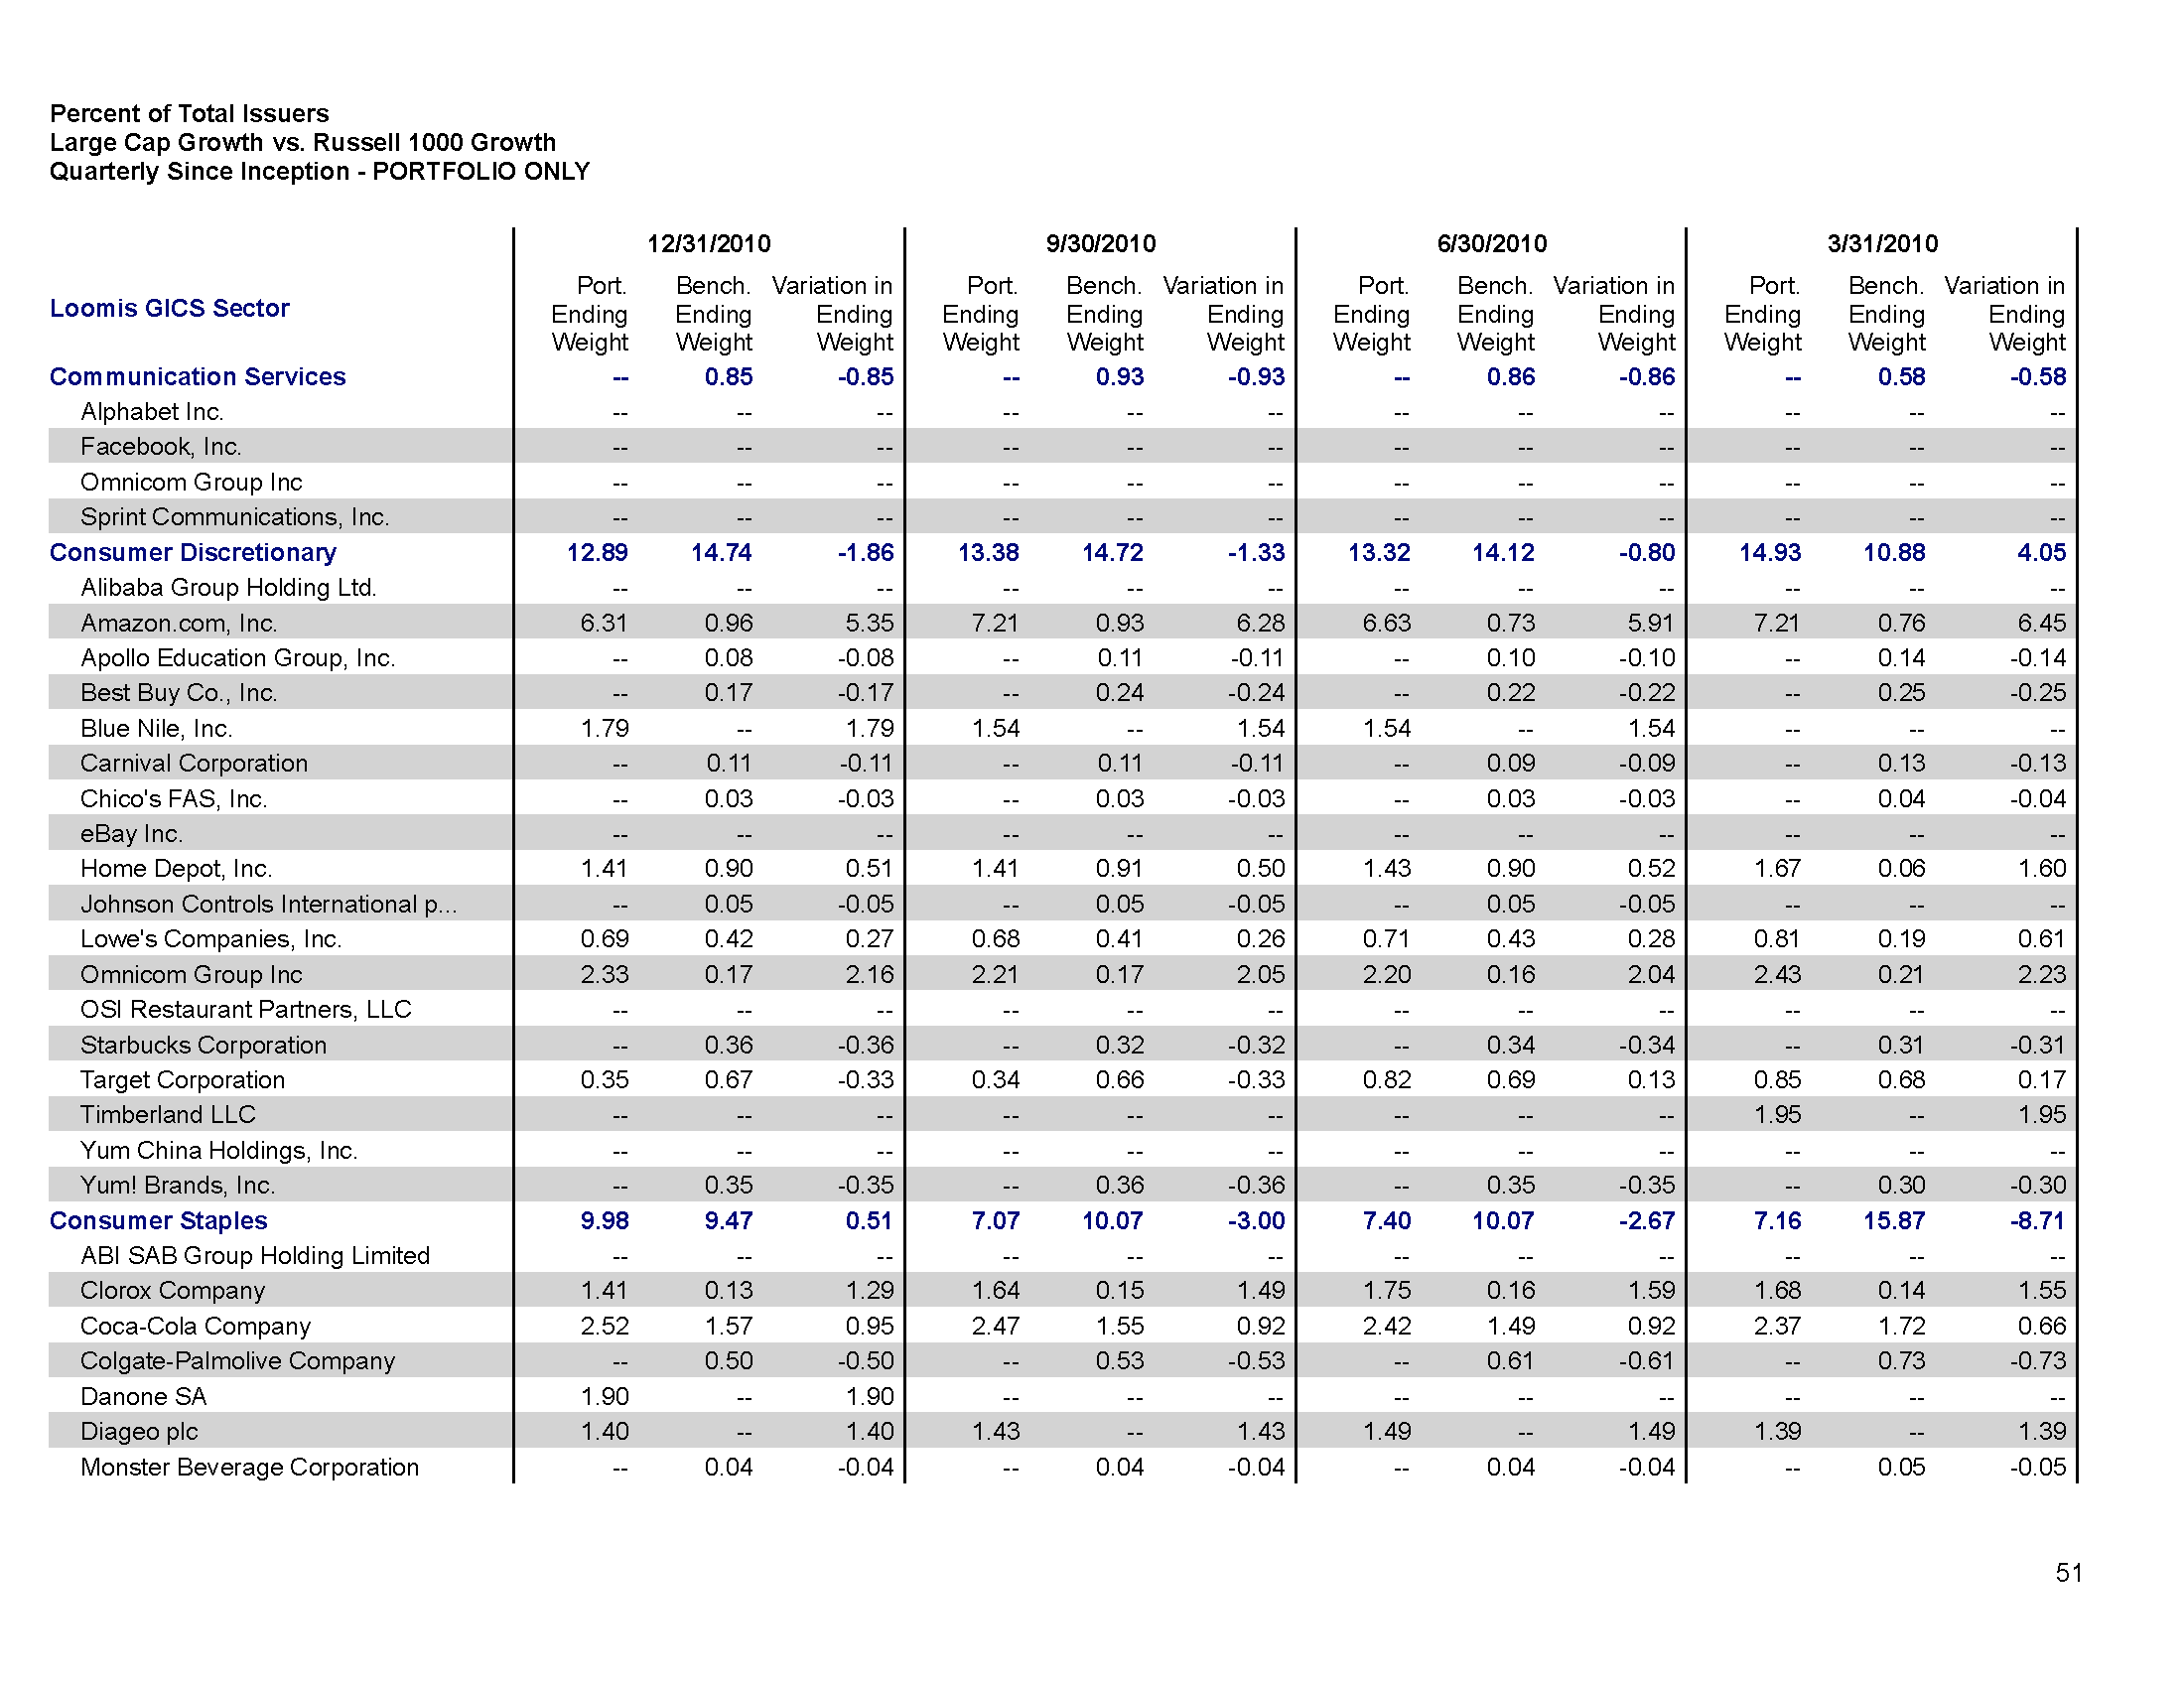 Percent of Total Issuers
Large Cap Growth vs. Russell 1000 Growth
Quarterly Since Inception - PORTFOLIO ONLY
12/31/2010 9/30/2010 6/30/2010 3/31/2010
Loomis GICS Sector
Port. Bench. Variation in Port. Bench. Variation in Port. Bench. Variation in Port. Bench. Variation in
Ending Ending Ending Ending Ending Ending Ending Ending Ending Ending Ending Ending
Weight Weight Weight Weight Weight Weight Weight Weight Weight Weight Weight Weight
Communication Services -- 0.85 -0.85 -- 0.93 -0.93 -- 0.86 -0.86 -- 0.58 -0.58
Alphabet Inc. -- -- -- -- -- -- -- -- -- -- -- --
Facebook, Inc. -- -- -- -- -- -- -- -- -- -- -- --
Omnicom Group Inc -- -- -- -- -- -- -- -- -- -- -- --
Sprint Communications, Inc. -- -- -- -- -- -- -- -- -- -- -- --
Consumer Discretionary 12.89 14.74 -1.86 13.38 14.72 -1.33 13.32 14.12 -0.80 14.93 10.88 4.05
Alibaba Group Holding Ltd. -- -- -- -- -- -- -- -- -- -- -- --
Amazon.com, Inc. 6.31 0.96 5.35 7.21 0.93 6.28 6.63 0.73 5.91 7.21 0.76 6.45
Apollo Education Group, Inc. -- 0.08 -0.08 -- 0.11 -0.11 -- 0.10 -0.10 -- 0.14 -0.14
Best Buy Co., Inc. -- 0.17 -0.17 -- 0.24 -0.24 -- 0.22 -0.22 -- 0.25 -0.25
Blue Nile, Inc. 1.79 -- 1.79 1.54 -- 1.54 1.54 -- 1.54 -- -- --
Carnival Corporation -- 0.11 -0.11 -- 0.11 -0.11 -- 0.09 -0.09 -- 0.13 -0.13
Chico's FAS, Inc. -- 0.03 -0.03 -- 0.03 -0.03 -- 0.03 -0.03 -- 0.04 -0.04
eBay Inc. -- -- -- -- -- -- -- -- -- -- -- --
Home Depot, Inc. 1.41 0.90 0.51 1.41 0.91 0.50 1.43 0.90 0.52 1.67 0.06 1.60
Johnson Controls International p... -- 0.05 -0.05 -- 0.05 -0.05 -- 0.05 -0.05 -- -- --
Lowe's Companies, Inc. 0.69 0.42 0.27 0.68 0.41 0.26 0.71 0.43 0.28 0.81 0.19 0.61
Omnicom Group Inc 2.33 0.17 2.16 2.21 0.17 2.05 2.20 0.16 2.04 2.43 0.21 2.23
OSI Restaurant Partners, LLC -- -- -- -- -- -- -- -- -- -- -- --
Starbucks Corporation -- 0.36 -0.36 -- 0.32 -0.32 -- 0.34 -0.34 -- 0.31 -0.31
Target Corporation 0.35 0.67 -0.33 0.34 0.66 -0.33 0.82 0.69 0.13 0.85 0.68 0.17
Timberland LLC -- -- -- -- -- -- -- -- -- 1.95 -- 1.95
Yum China Holdings, Inc. -- -- -- -- -- -- -- -- -- -- -- --
Yum! Brands, Inc. -- 0.35 -0.35 -- 0.36 -0.36 -- 0.35 -0.35 -- 0.30 -0.30
Consumer Staples 9.98 9.47 0.51 7.07 10.07 -3.00 7.40 10.07 -2.67 7.16 15.87 -8.71
ABI SAB Group Holding Limited -- -- -- -- -- -- -- -- -- -- -- --
Clorox Company 1.41 0.13 1.29 1.64 0.15 1.49 1.75 0.16 1.59 1.68 0.14 1.55
Coca-Cola Company 2.52 1.57 0.95 2.47 1.55 0.92 2.42 1.49 0.92 2.37 1.72 0.66
Colgate-Palmolive Company -- 0.50 -0.50 -- 0.53 -0.53 -- 0.61 -0.61 -- 0.73 -0.73
Danone SA 1.90 -- 1.90 -- -- -- -- -- -- -- -- --
Diageo plc 1.40 -- 1.40 1.43 -- 1.43 1.49 -- 1.49 1.39 -- 1.39
Monster Beverage Corporation -- 0.04 -0.04 -- 0.04 -0.04 -- 0.04 -0.04 -- 0.05 -0.05
51